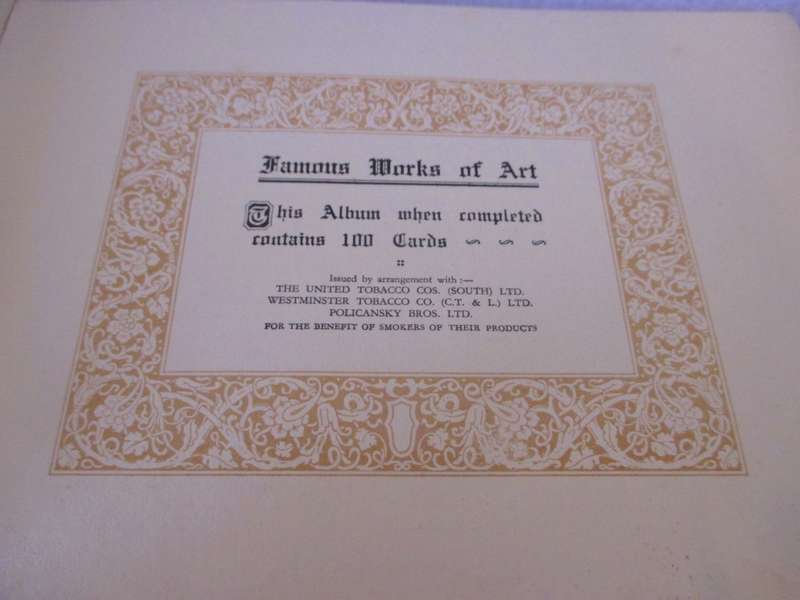 Famous Works of Art
This Album when completed
contains 100 Cards
Issued by arrangement with :—
THE UNITED TOBACCO COS. (SOUTH) LTD.
WESTMINSTER TOBACCO CO. (C.T. & L.) LTD.
POLICANSKY BROS. LTD.
FOR THE BENEFIT OF SMOKERS OF THEIR PRODUCTS